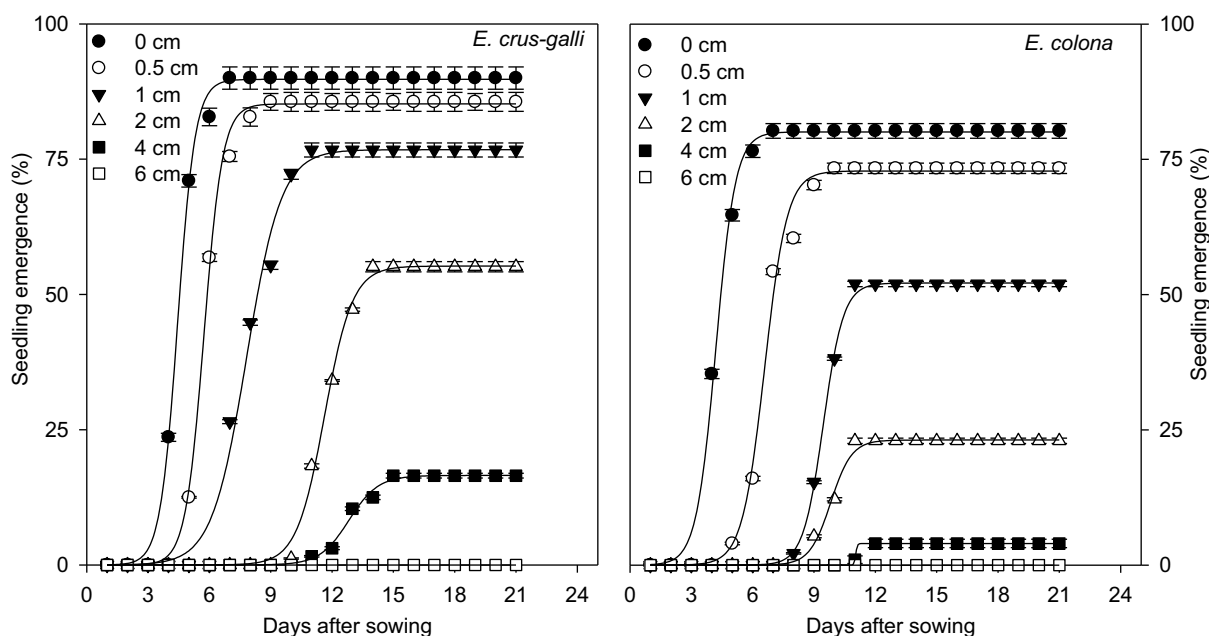 100
75
50
25
0
Seedling emergence (%)
E. crus-galli
0 cm
0.5 cm
1 cm
2 cm
4 cm
6 cm
0 3 6 9 12 15 18 21 24
Days after sowing
E. colona
0 cm
0.5 cm
1 cm
2 cm
4 cm
6 cm
0 3 6 9 12 15 18 21 24
Days after sowing
100
75
50
25
0
Seedling emergence (%)